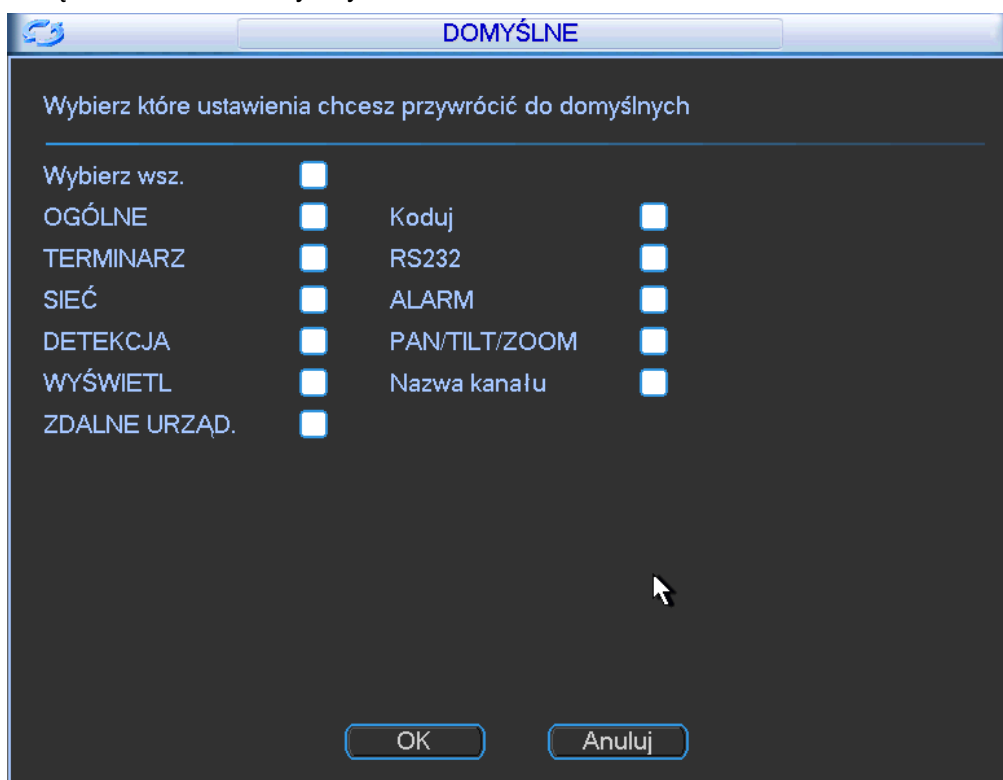 DOMYŚLNE
Wybierz które ustawienia chcesz przywrócić do domyślnych
Wybierz wsz.
OGÓLNE Koduj
TERMINARZ RS232
SIEĆ ALARM
DETEKCJA PAN/TILT/ZOOM
WYŚWIETL Nazwa kanału
ZDALNE URZĄD.
OK Anuluj